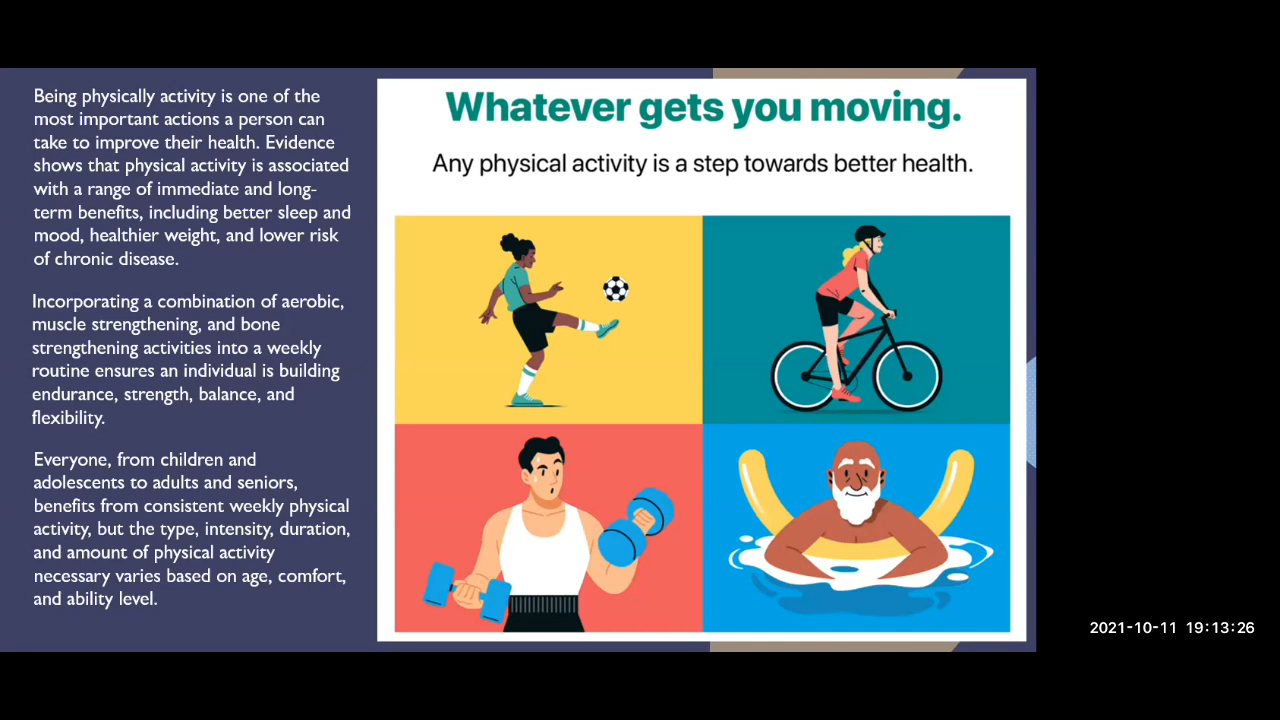 Being physically activity is one of the
most important actions a person can
take to improve their health. Evidence
shows that physical activity is associated
with a range of immediate and long-
term benefits, including better sleep and
mood, healthier weight, and lower risk
of chronic disease.
Incorporating a combination of aerobic,
muscle strengthening, and bone
strengthening activities into a weekly
routine ensures an individual is building
endurance, strength, balance, and
flexibility.
Everyone, from children and
adolescents to adults and seniors,
benefits from consistent weekly physical
activity, but the type, intensity, duration,
and amount of physical activity
necessary varies based on age, comfort,
and ability level.
Whatever gets you moving.
Any physical activity is a step towards better health.
2021-10-11 19:13:26